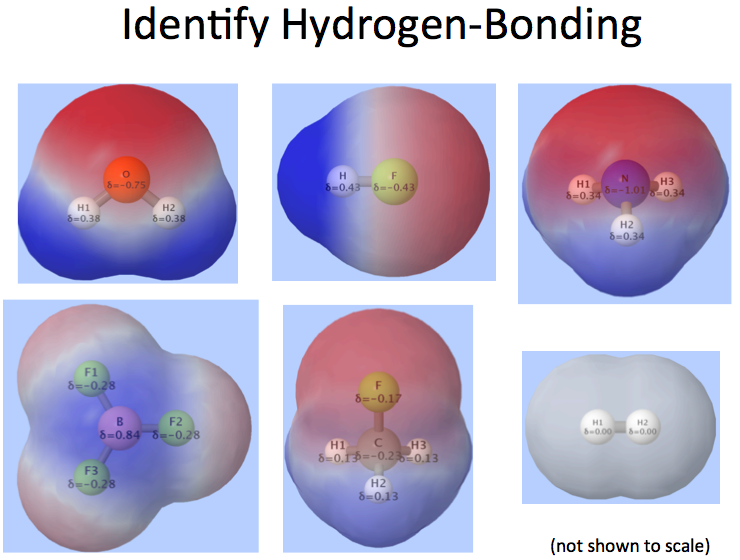 Identify Hydrogen-Bonding
O
δ=-0.75
H1
δ=0.38
H2
δ=0.38
H
δ=0.43
F
δ=-0.43
H1
δ=0.34
N
δ=-1.01
H3
δ=0.34
H2
δ=0.34
F1
δ=-0.28
B
δ=0.84
F2
δ=-0.28
F3
δ=-0.28
F
δ=-0.17
H1
δ=0.13
C
δ=-0.23
H3
δ=0.13
H2
δ=0.13
H1
δ=0.00
H2
δ=0.00
(not shown to scale)